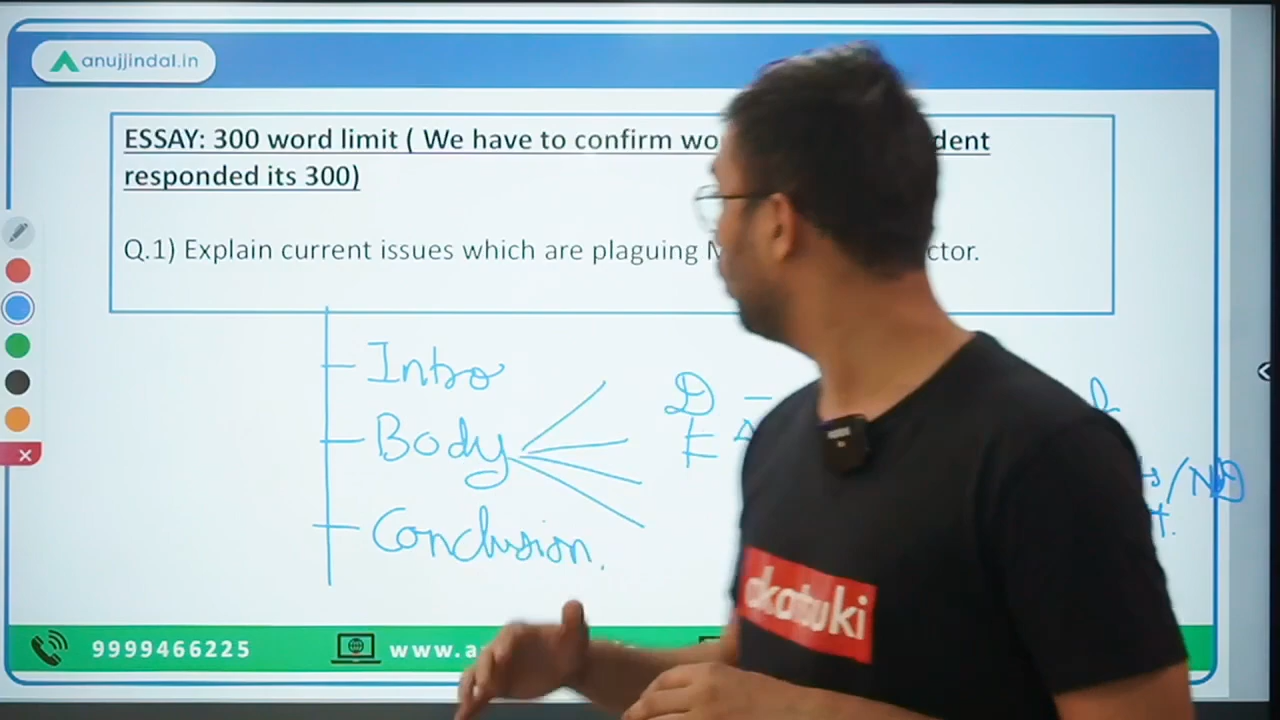 anujjindal.in
ESSAY: 300 word limit ( We have to confirm wo dent
responded its 300)
Q.1) Explain current issues which are plaguing M ctor.
Intro
Body
Conclusion.
D
E
/ND
t.
akatsuki
9999466225
www.a